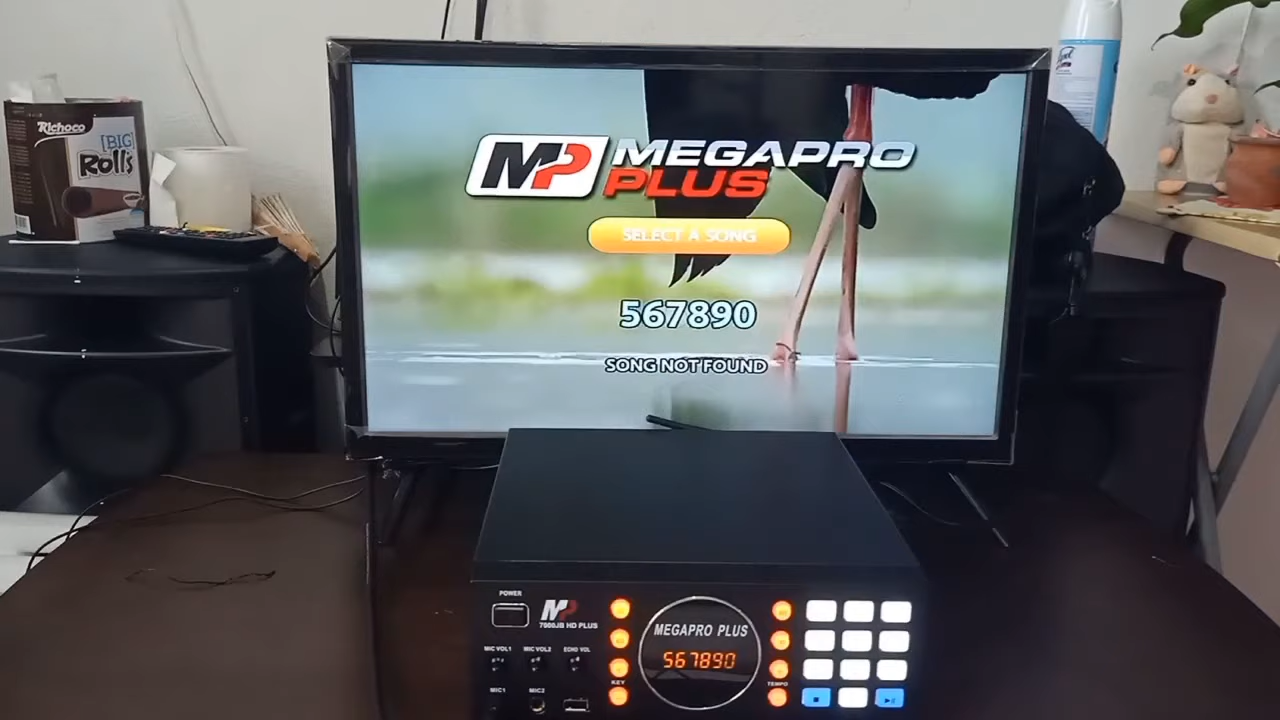 Richoco
[BIG]
Rolls
MP MEGAPRO
PLUS
SELECT A SONG
567890
SONG NOT FOUND
POWER
MP
7000JB HD PLUS
MIC VOL1 MIC VOL2 ECHO VOL
MIC1 MIC2
KEY
MEGAPRO PLUS
567890
TEMPO